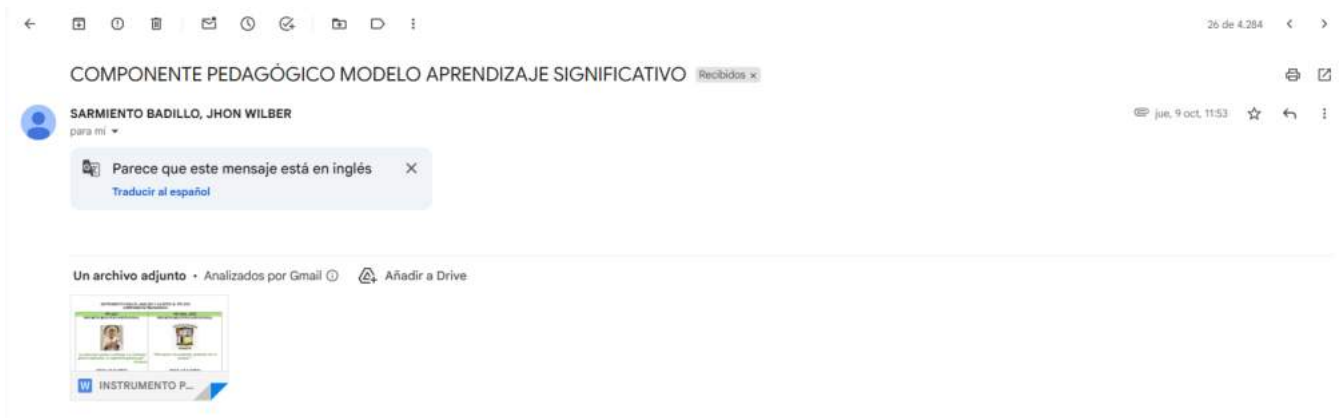 26 de 4.284
COMPONENTE PEDAGÓGICO MODELO APRENDIZAJE SIGNIFICATIVO Recibidos x
SARMIENTO BADILLO, JHON WILBER
jue, 9 oct, 11:53
para mí
Parece que este mensaje está en inglés
Traducir al español
Un archivo adjunto • Analizados por Gmail
Añadir a Drive
W INSTRUMENTO P...